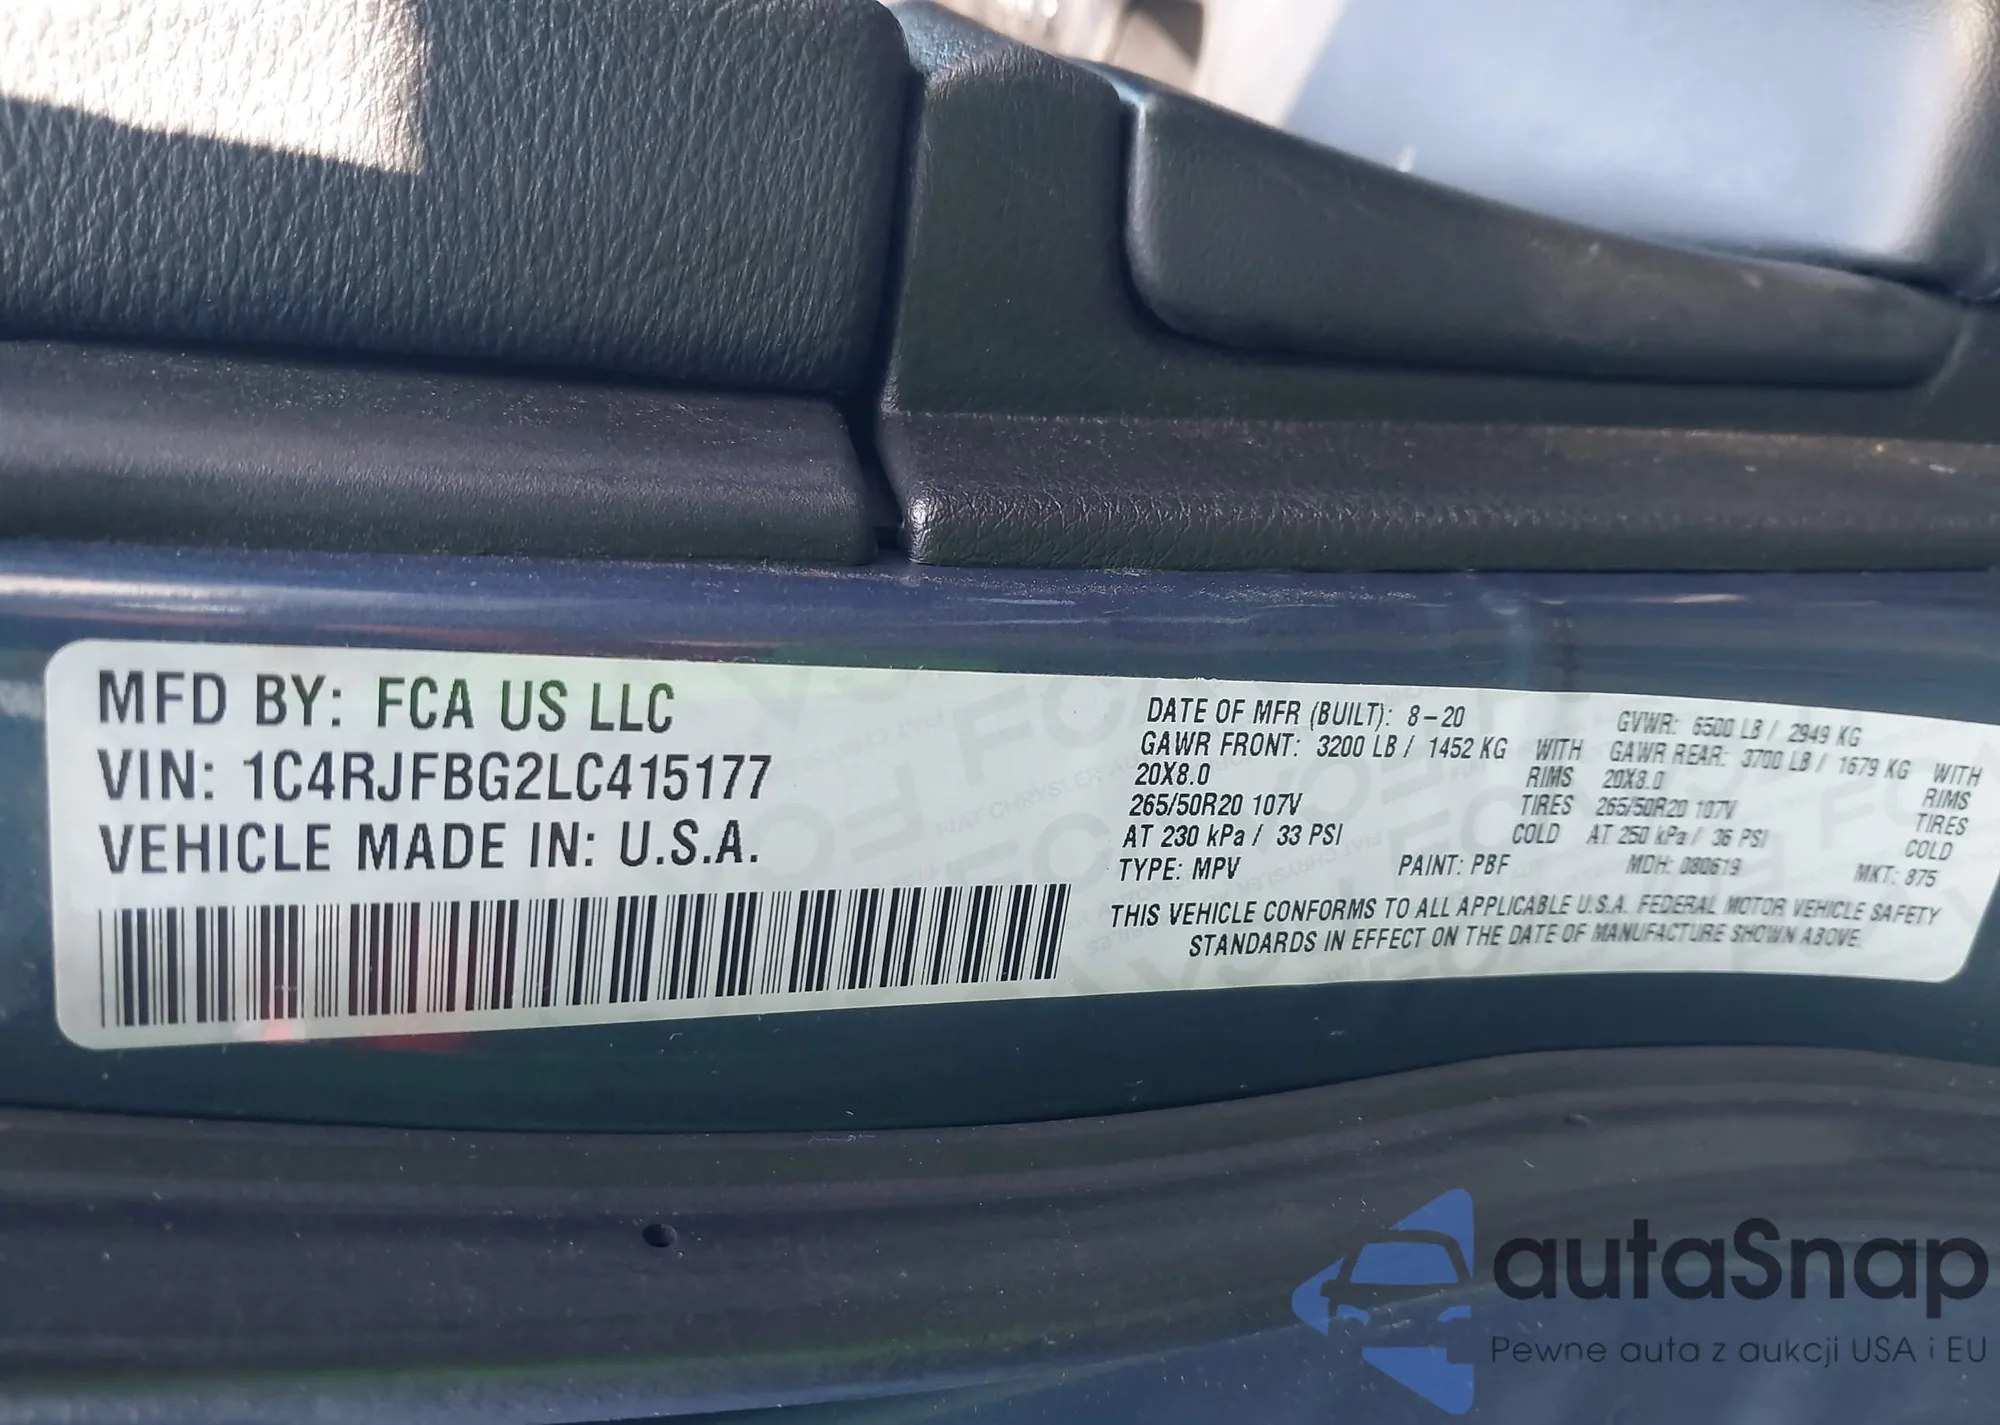 MFD BY: FCA US LLC
VIN: 1C4RJFBG2LC415177
VEHICLE MADE IN: U.S.A.
DATE OF MFR (BUILT): 8-20 GVWR: 6500 LB / 2949 KG
GAWR FRONT: 3200 LB / 1452 KG WITH GAWR REAR: 3700 LB / 1679 KG WITH
20X8.0 RIMS 20X8.0 RIMS
265/50R20 107V TIRES 265/50R20 107V TIRES
AT 230 kPa / 33 PSI COLD AT 250 kPa / 36 PSI COLD
TYPE: MPV PAINT: PBF MDH: 080619 MKT: 875
THIS VEHICLE CONFORMS TO ALL APPLICABLE U.S.A. FEDERAL MOTOR VEHICLE SAFETY
STANDARDS IN EFFECT ON THE DATE OF MANUFACTURE SHOWN ABOVE.
autaSnap
Pewne auta z aukcji USA i EU